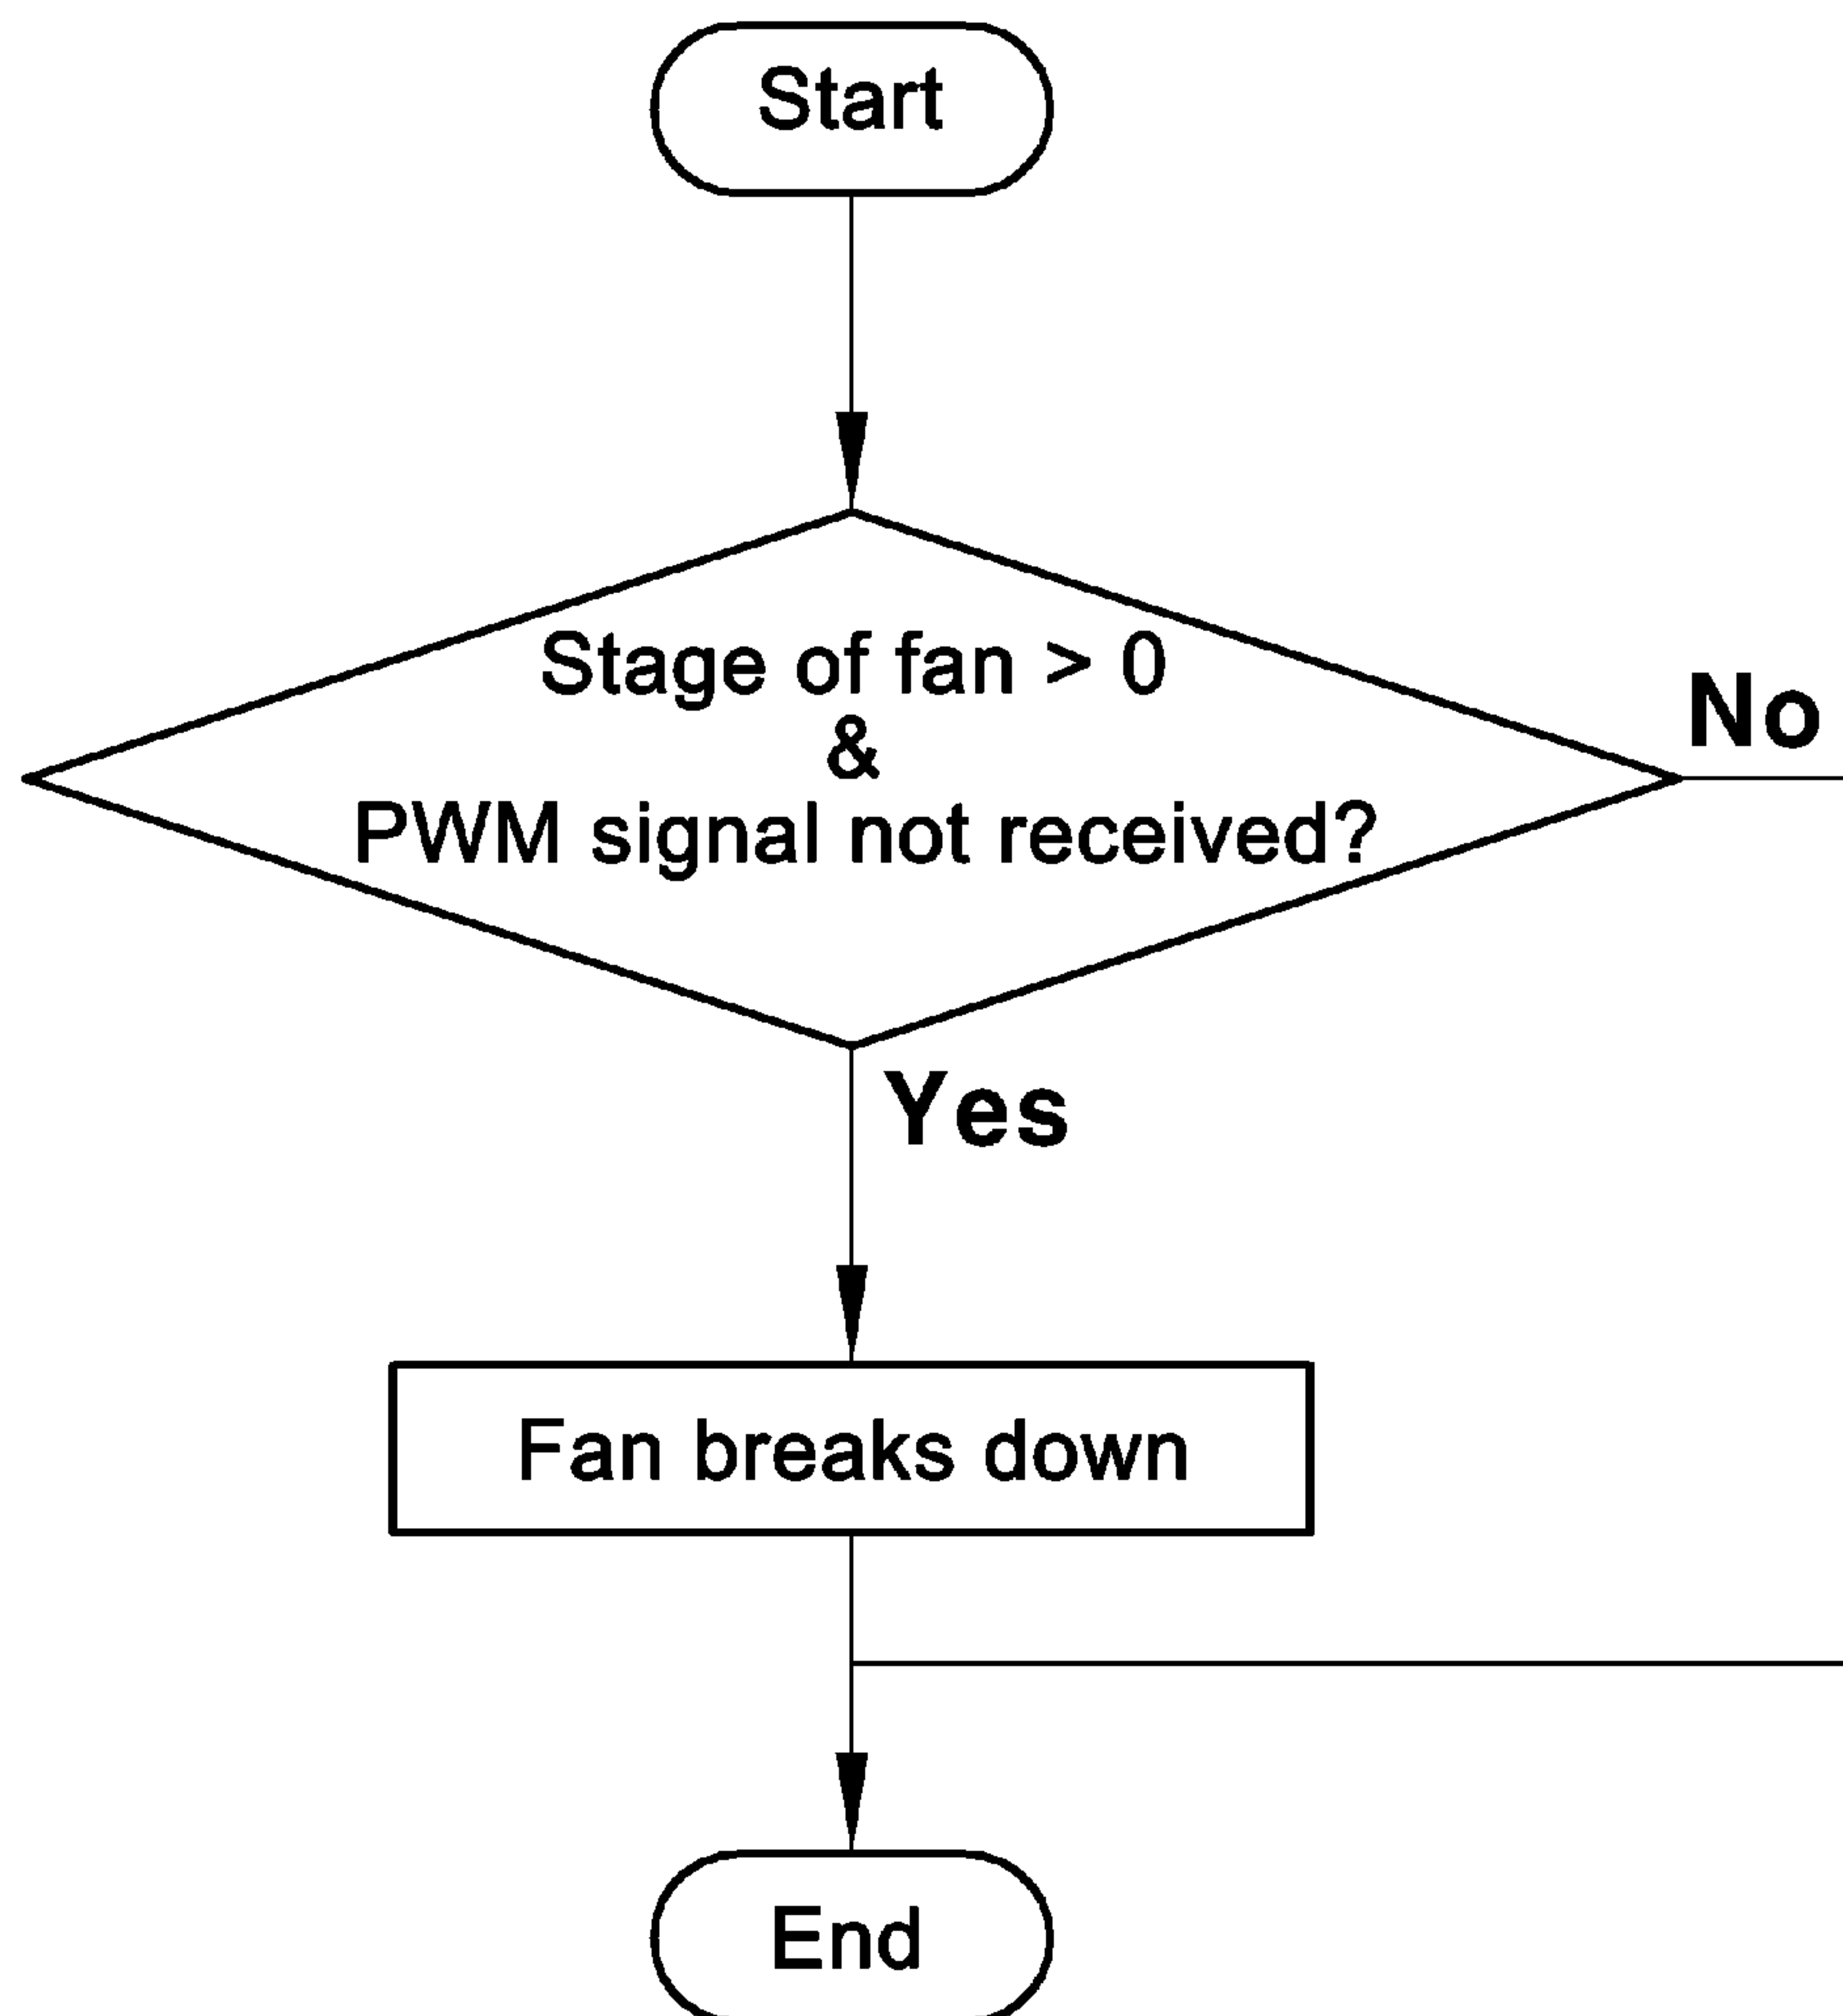 Start
Stage of fan > 0
&
PWM signal not received?
No
Yes
Fan breaks down
End